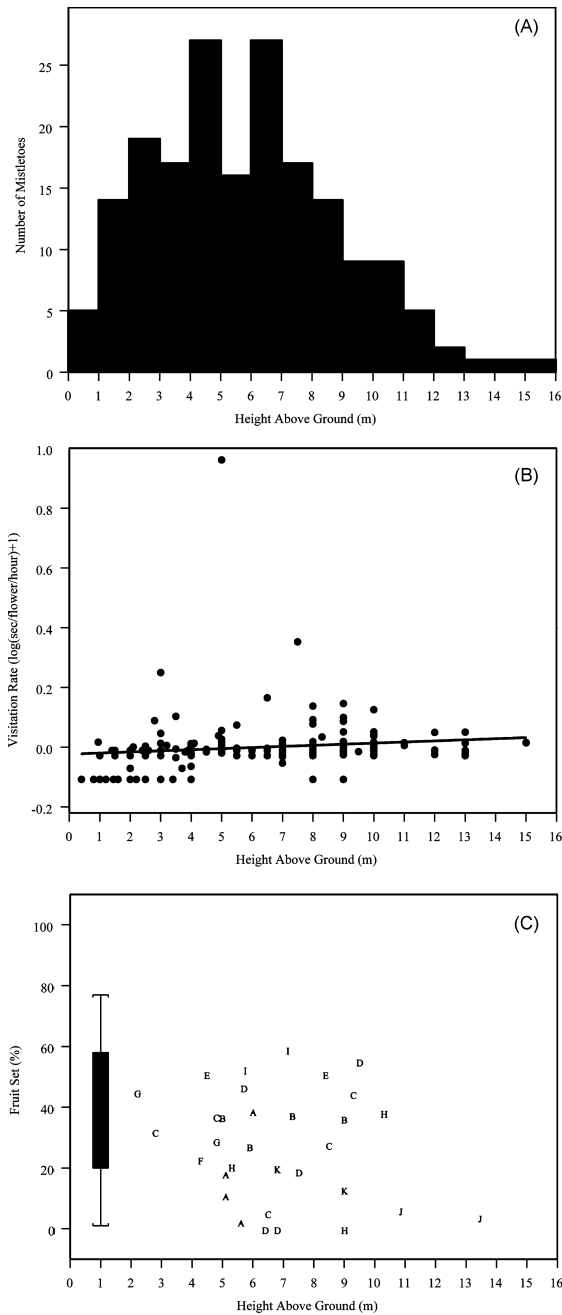 (A)
25
20
15
10
5
0
Number of Mistletoes
0 1 2 3 4 5 6 7 8 9 10 11 12 13 14 15 16
Height Above Ground (m)
(B)
1.0
0.8
0.6
0.4
0.2
0.0
-0.2
Visitation Rate (log(sec/flower/hour)+1)
0 1 2 3 4 5 6 7 8 9 10 11 12 13 14 15 16
Height Above Ground (m)
(C)
100
80
60
40
20
0
Fruit Set (%)
I
D
I
E E
D
G C
A H
C B B B
C
G B C
F H K
A D
K
A
C J J
A
D D H
0 1 2 3 4 5 6 7 8 9 10 11 12 13 14 15 16
Height Above Ground (m)